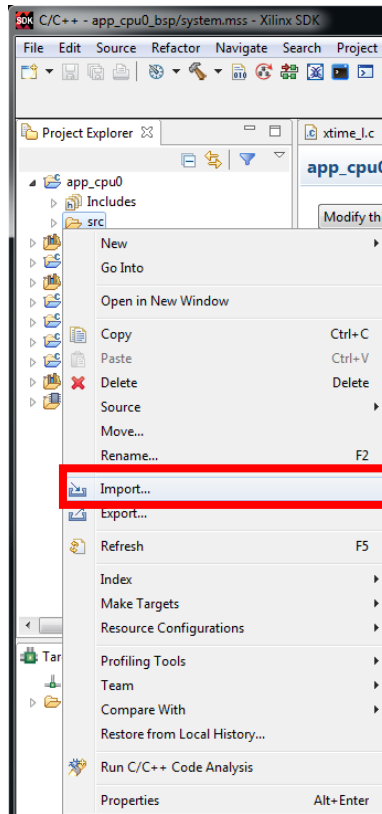 SDK C/C++ - app_cpu0_bsp/system.mss - Xilinx SDK
File Edit Source Refactor Navigate Search Project
Project Explorer
xtime_l.c
app_cpu0
app_cpu
Includes
src
Modify th
New
Go Into
Open in New Window
Copy Ctrl+C
Paste Ctrl+V
Delete Delete
Source
Move...
Rename... F2
Import...
Export...
Refresh F5
Index
Make Targets
Resource Configurations
Tar
Profiling Tools
Team
Compare With
Restore from Local History...
Run C/C++ Code Analysis
Properties Alt+Enter